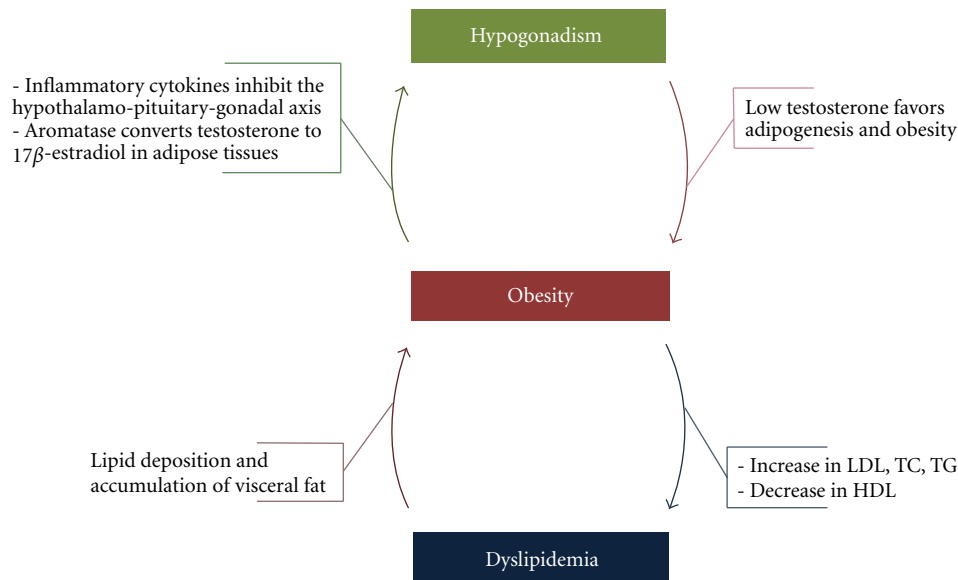 Hypogonadism
- Inflammatory cytokines inhibit the
hypothalamo-pituitary-gonadal axis
- Aromatase converts testosterone to
17β-estradiol in adipose tissues
Low testosterone favors
adipogenesis and obesity
Obesity
Lipid deposition and
accumulation of visceral fat
- Increase in LDL, TC, TG
- Decrease in HDL
Dyslipidemia